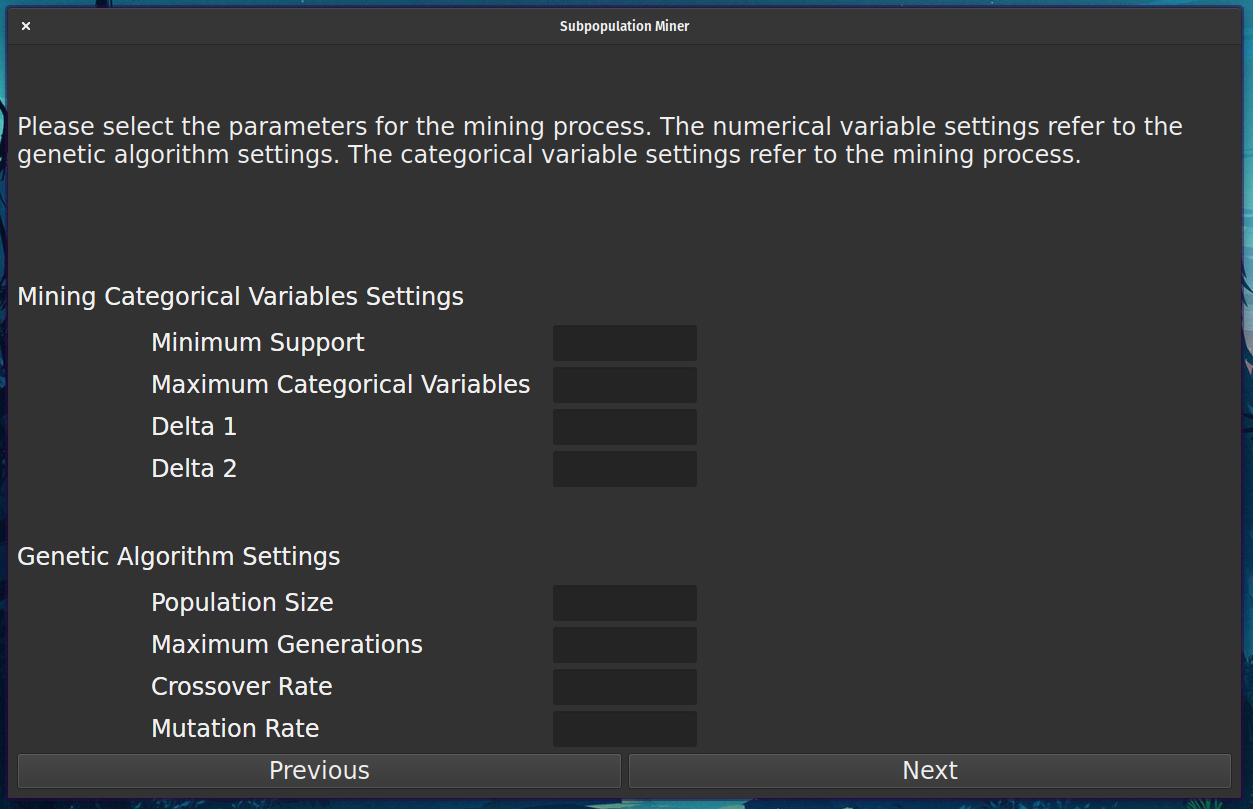 Subpopulation Miner
Please select the parameters for the mining process. The numerical variable settings refer to the
genetic algorithm settings. The categorical variable settings refer to the mining process.
Mining Categorical Variables Settings
Minimum Support
Maximum Categorical Variables
Delta 1
Delta 2
Genetic Algorithm Settings
Population Size
Maximum Generations
Crossover Rate
Mutation Rate
Previous
Next